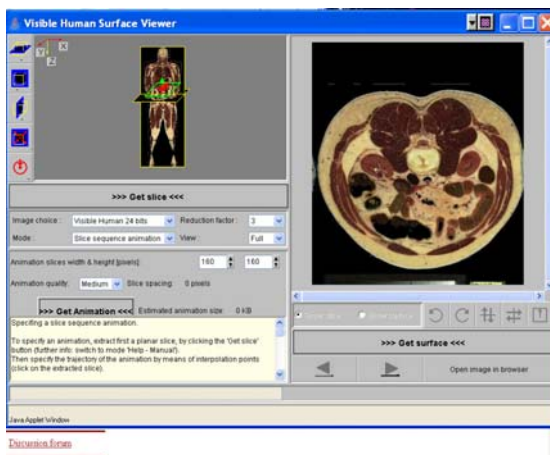 Visible Human Surface Viewer
X
Y
Z
>>> Get slice <<<
Image choice : Visible Human 24 bits Reduction factor : 3
Mode : Slice sequence animation View : Full
Animation slices width & height [pixels]: 160 160
Animation quality: Medium Slice spacing: 0 pixels
>>> Get Animation <<< Estimated animation size: 0 kB
Specifing a slice sequence animation.
To specify an animation, extract first a planar slice, by clicking the 'Get slice'
button (further info: switch to mode 'Help - Manual').
Then specify the trajectory of the animation by means of interpolation points
(click on the extracted slice).
>>> Get surface <<<
Open image in browser
Java Applet Window
Discussion forum